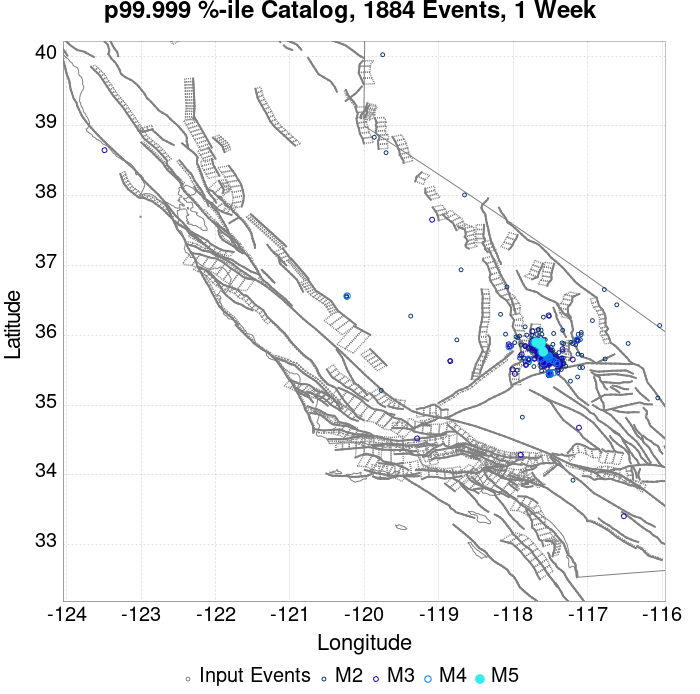 p99.999 %-ile Catalog, 1884 Events, 1 Week
40
39
38
37
36
35
34
33
Latitude
-124 -123 -122 -121 -120 -119 -118 -117 -116
Longitude
Input Events M2 M3 M4 M5